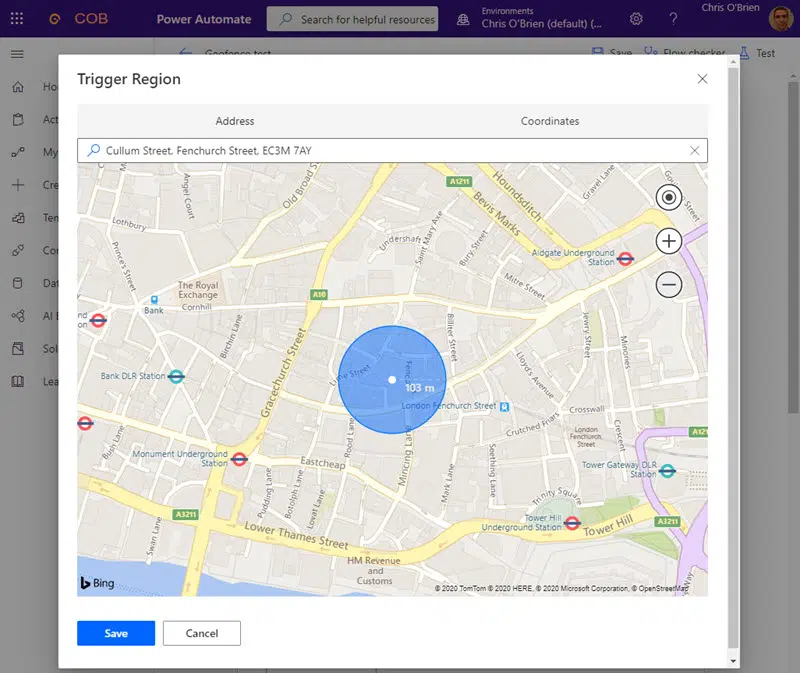 COB
Power Automate
Search for helpful resources
Environments
Chris O'Brien (default) (...
?
Chris O'Brien
Geofence test
Save
Flow checker
Test
Ho
Act
My
Cre
Ten
Con
Dat
AI B
Sol
Lea
Trigger Region
Address
Coordinates
Cullum Street, Fenchurch Street, EC3M 7AY
A1211
Houndsditch
Gravel Lane
Angel Court
Old Broad S
Bevis Marks
Lothbury
Undershaft
Saint Mary Axe
Bury Street
Aldgate Underground
Station
Prince's Street
Mitre Street
The Royal
Exchange
A10
Cornhill
Bank
nd
on
Birchin Lane
Billiter Street
Jewry Street
Minories
Gracechurch Street
Lime Street
Lloyd's Avenue
Bank DLR Station
103 m
London Fenchurch Street
Crosswall
Crutched Friars
London
Fenchurch
Street
Crescent
A121
Bush Lane
Rood Lane
Mincing Lane
Monument Underground
Station
Eastcheap
Seething Lane
Tower Gateway DLR
Station
Mark Lane
Pudding Lane
Botolph Lane
Lovat Lane
Trinity Square
A3211
Swan Lane
Lower Thames Street
Tower Hill
Underground Station
Tower Hill
A3211
HM Revenue
and
Customs
Way
Bing
© 2020 TomTom © 2020 HERE, © 2020 Microsoft Corporation, © OpenStreetMap
Save
Cancel